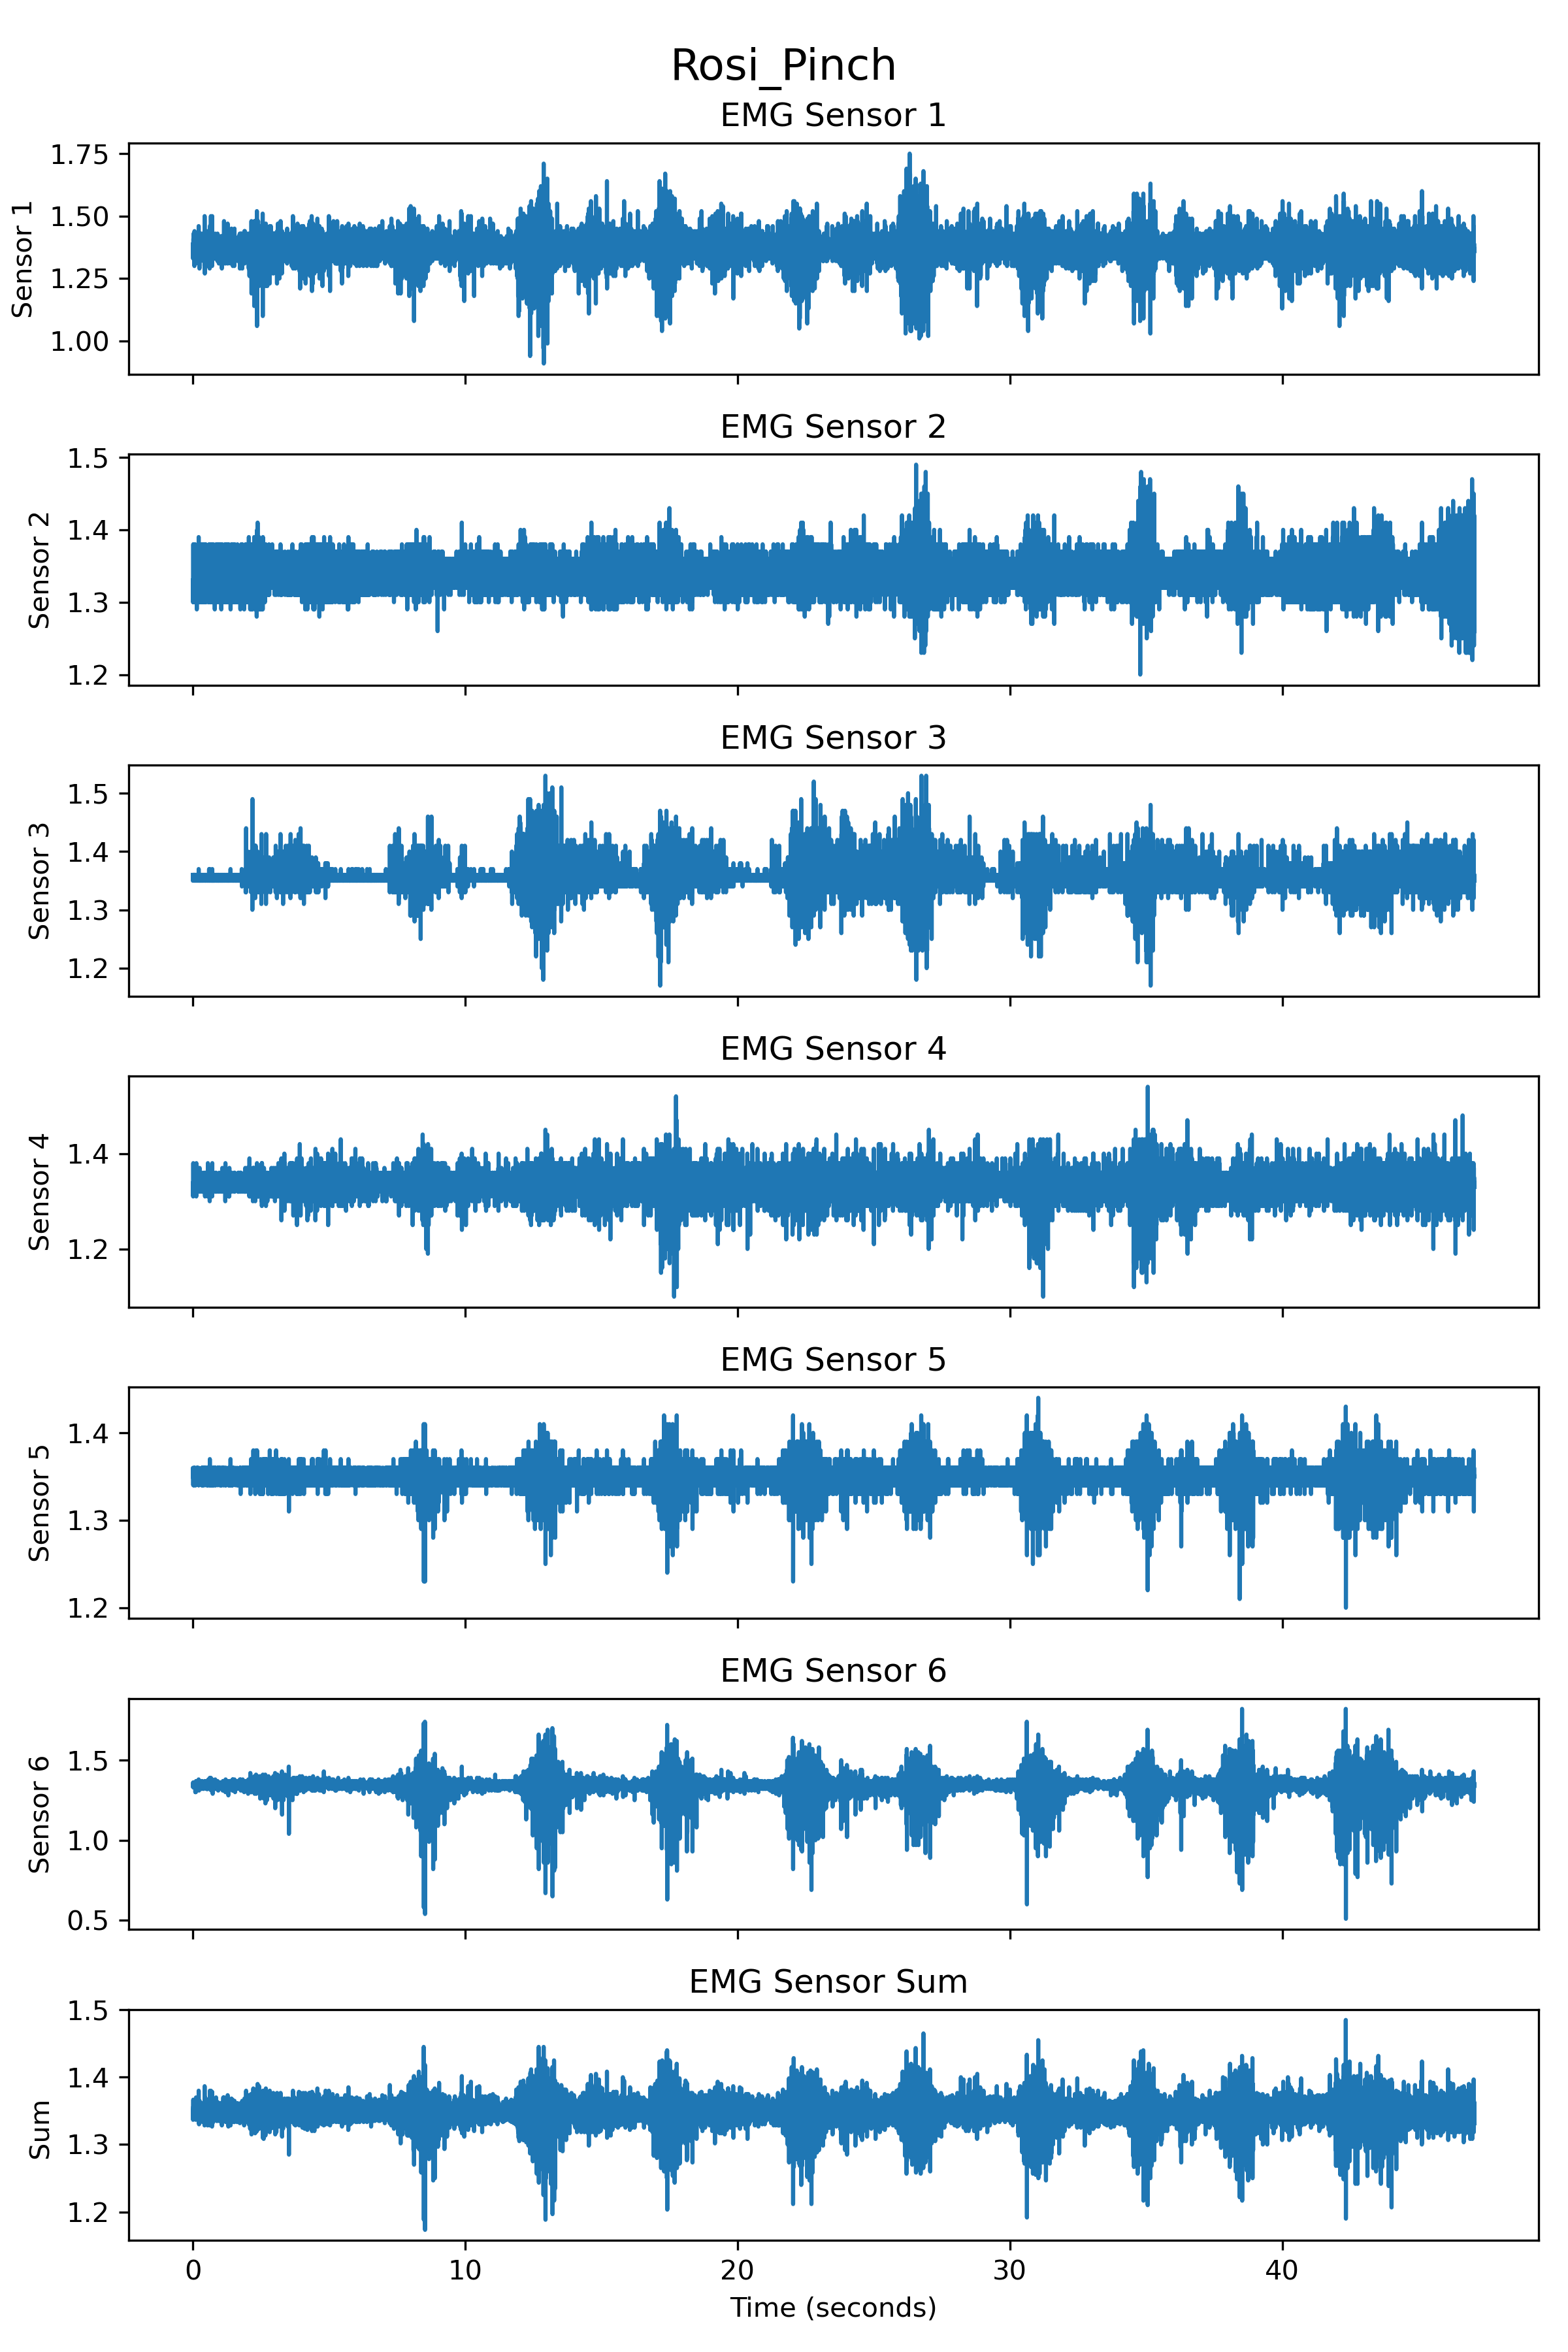 Rosi_Pinch
EMG Sensor 1
Sensor 1
1.75
1.50
1.25
1.00
EMG Sensor 2
Sensor 2
1.5
1.4
1.3
1.2
EMG Sensor 3
Sensor 3
1.5
1.4
1.3
1.2
EMG Sensor 4
Sensor 4
1.4
1.2
EMG Sensor 5
Sensor 5
1.4
1.3
1.2
EMG Sensor 6
Sensor 6
1.5
1.0
0.5
EMG Sensor Sum
Sum
1.5
1.4
1.3
1.2
0 10 20 30 40
Time (seconds)